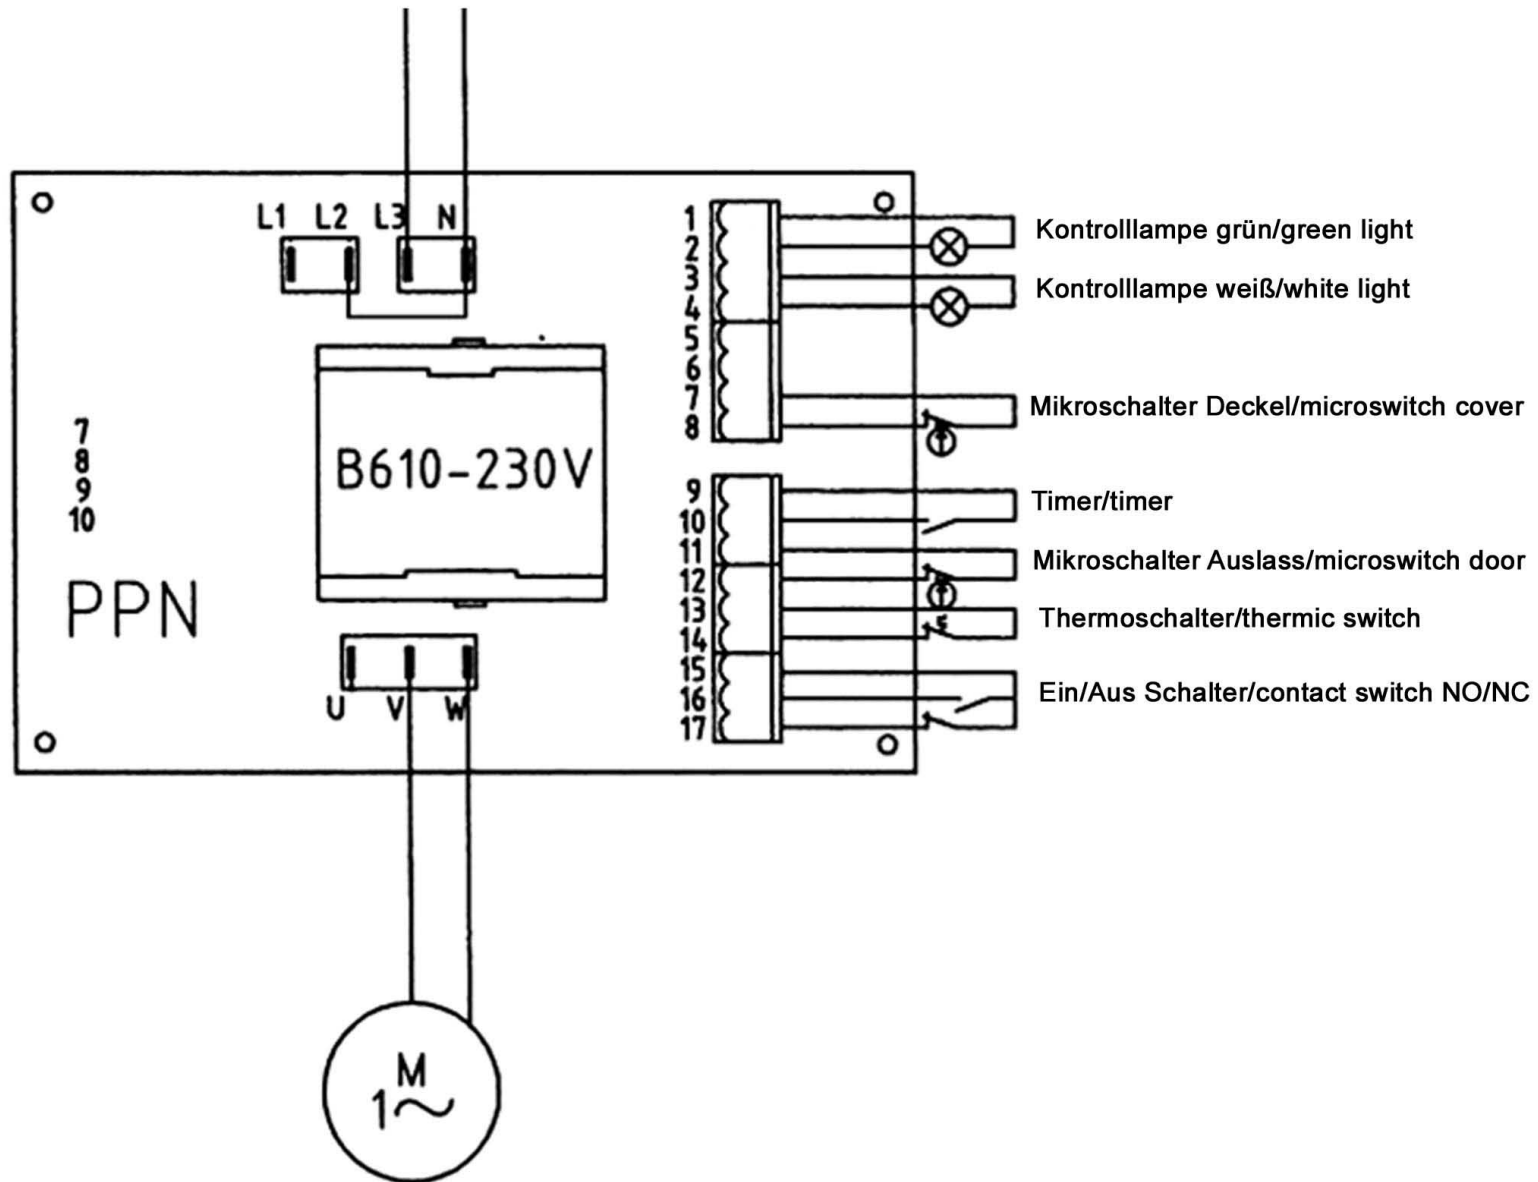 L1 L2 L3 N
1
2
3
4
5
6
7
8
Kontrolllampe grün/green light
Kontrolllampe weiß/white light
Mikroschalter Deckel/microswitch cover
7
8
9
10
B610-230V
PPN
9
10
11
12
13
14
15
16
17
Timer/timer
Mikroschalter Auslass/microswitch door
Thermoschalter/thermic switch
Ein/Aus Schalter/contact switch NO/NC
U V W
M
1~